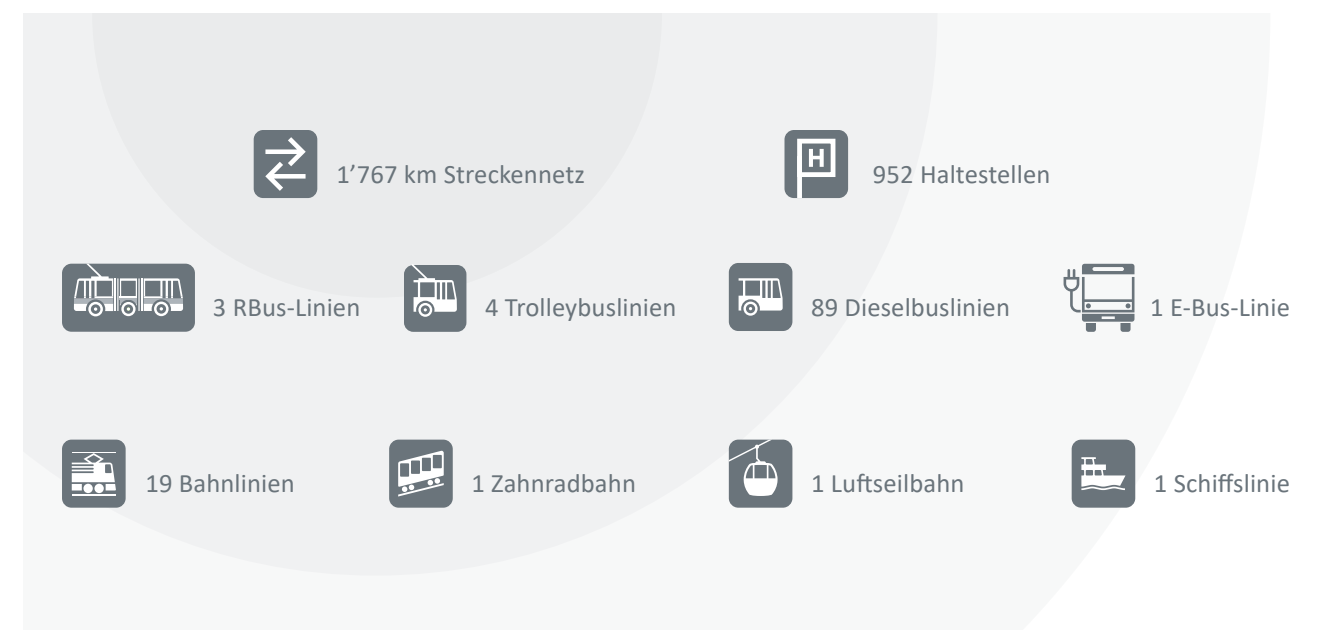 1’767 km Streckennetz
H
952 Haltestellen
3 RBus-Linien
4 Trolleybuslinien
89 Dieselbuslinien
1 E-Bus-Linie
19 Bahnlinien
1 Zahnradbahn
1 Luftseilbahn
1 Schiffslinie